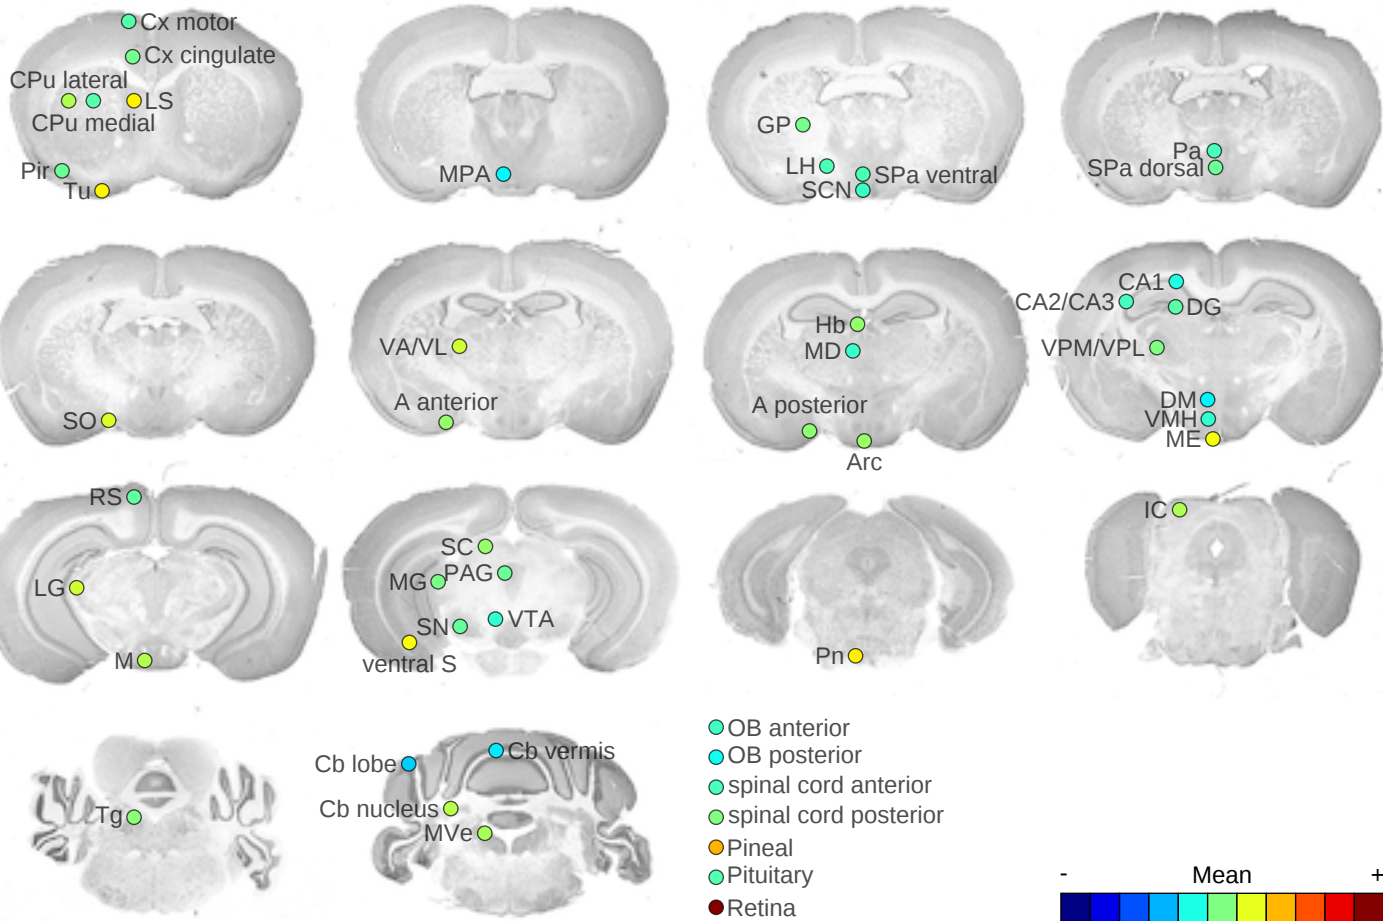 Cx motor
Cx cingulate
CPu lateral
LS
CPu medial
Pir
Tu
MPA
GP
LH
SPa ventral
SCN
Pa
SPa dorsal
SO
VA/VL
A anterior
Hb
MD
A posterior
Arc
CA1
CA2/CA3
DG
VPM/VPL
DM
VMH
ME
RS
LG
M
SC
MG
PAG
SN
VTA
ventral S
Pn
IC
Tg
Cb lobe
Cb vermis
Cb nucleus
MVe
OB anterior
OB posterior
spinal cord anterior
spinal cord posterior
Pineal
Pituitary
Retina
- Mean +